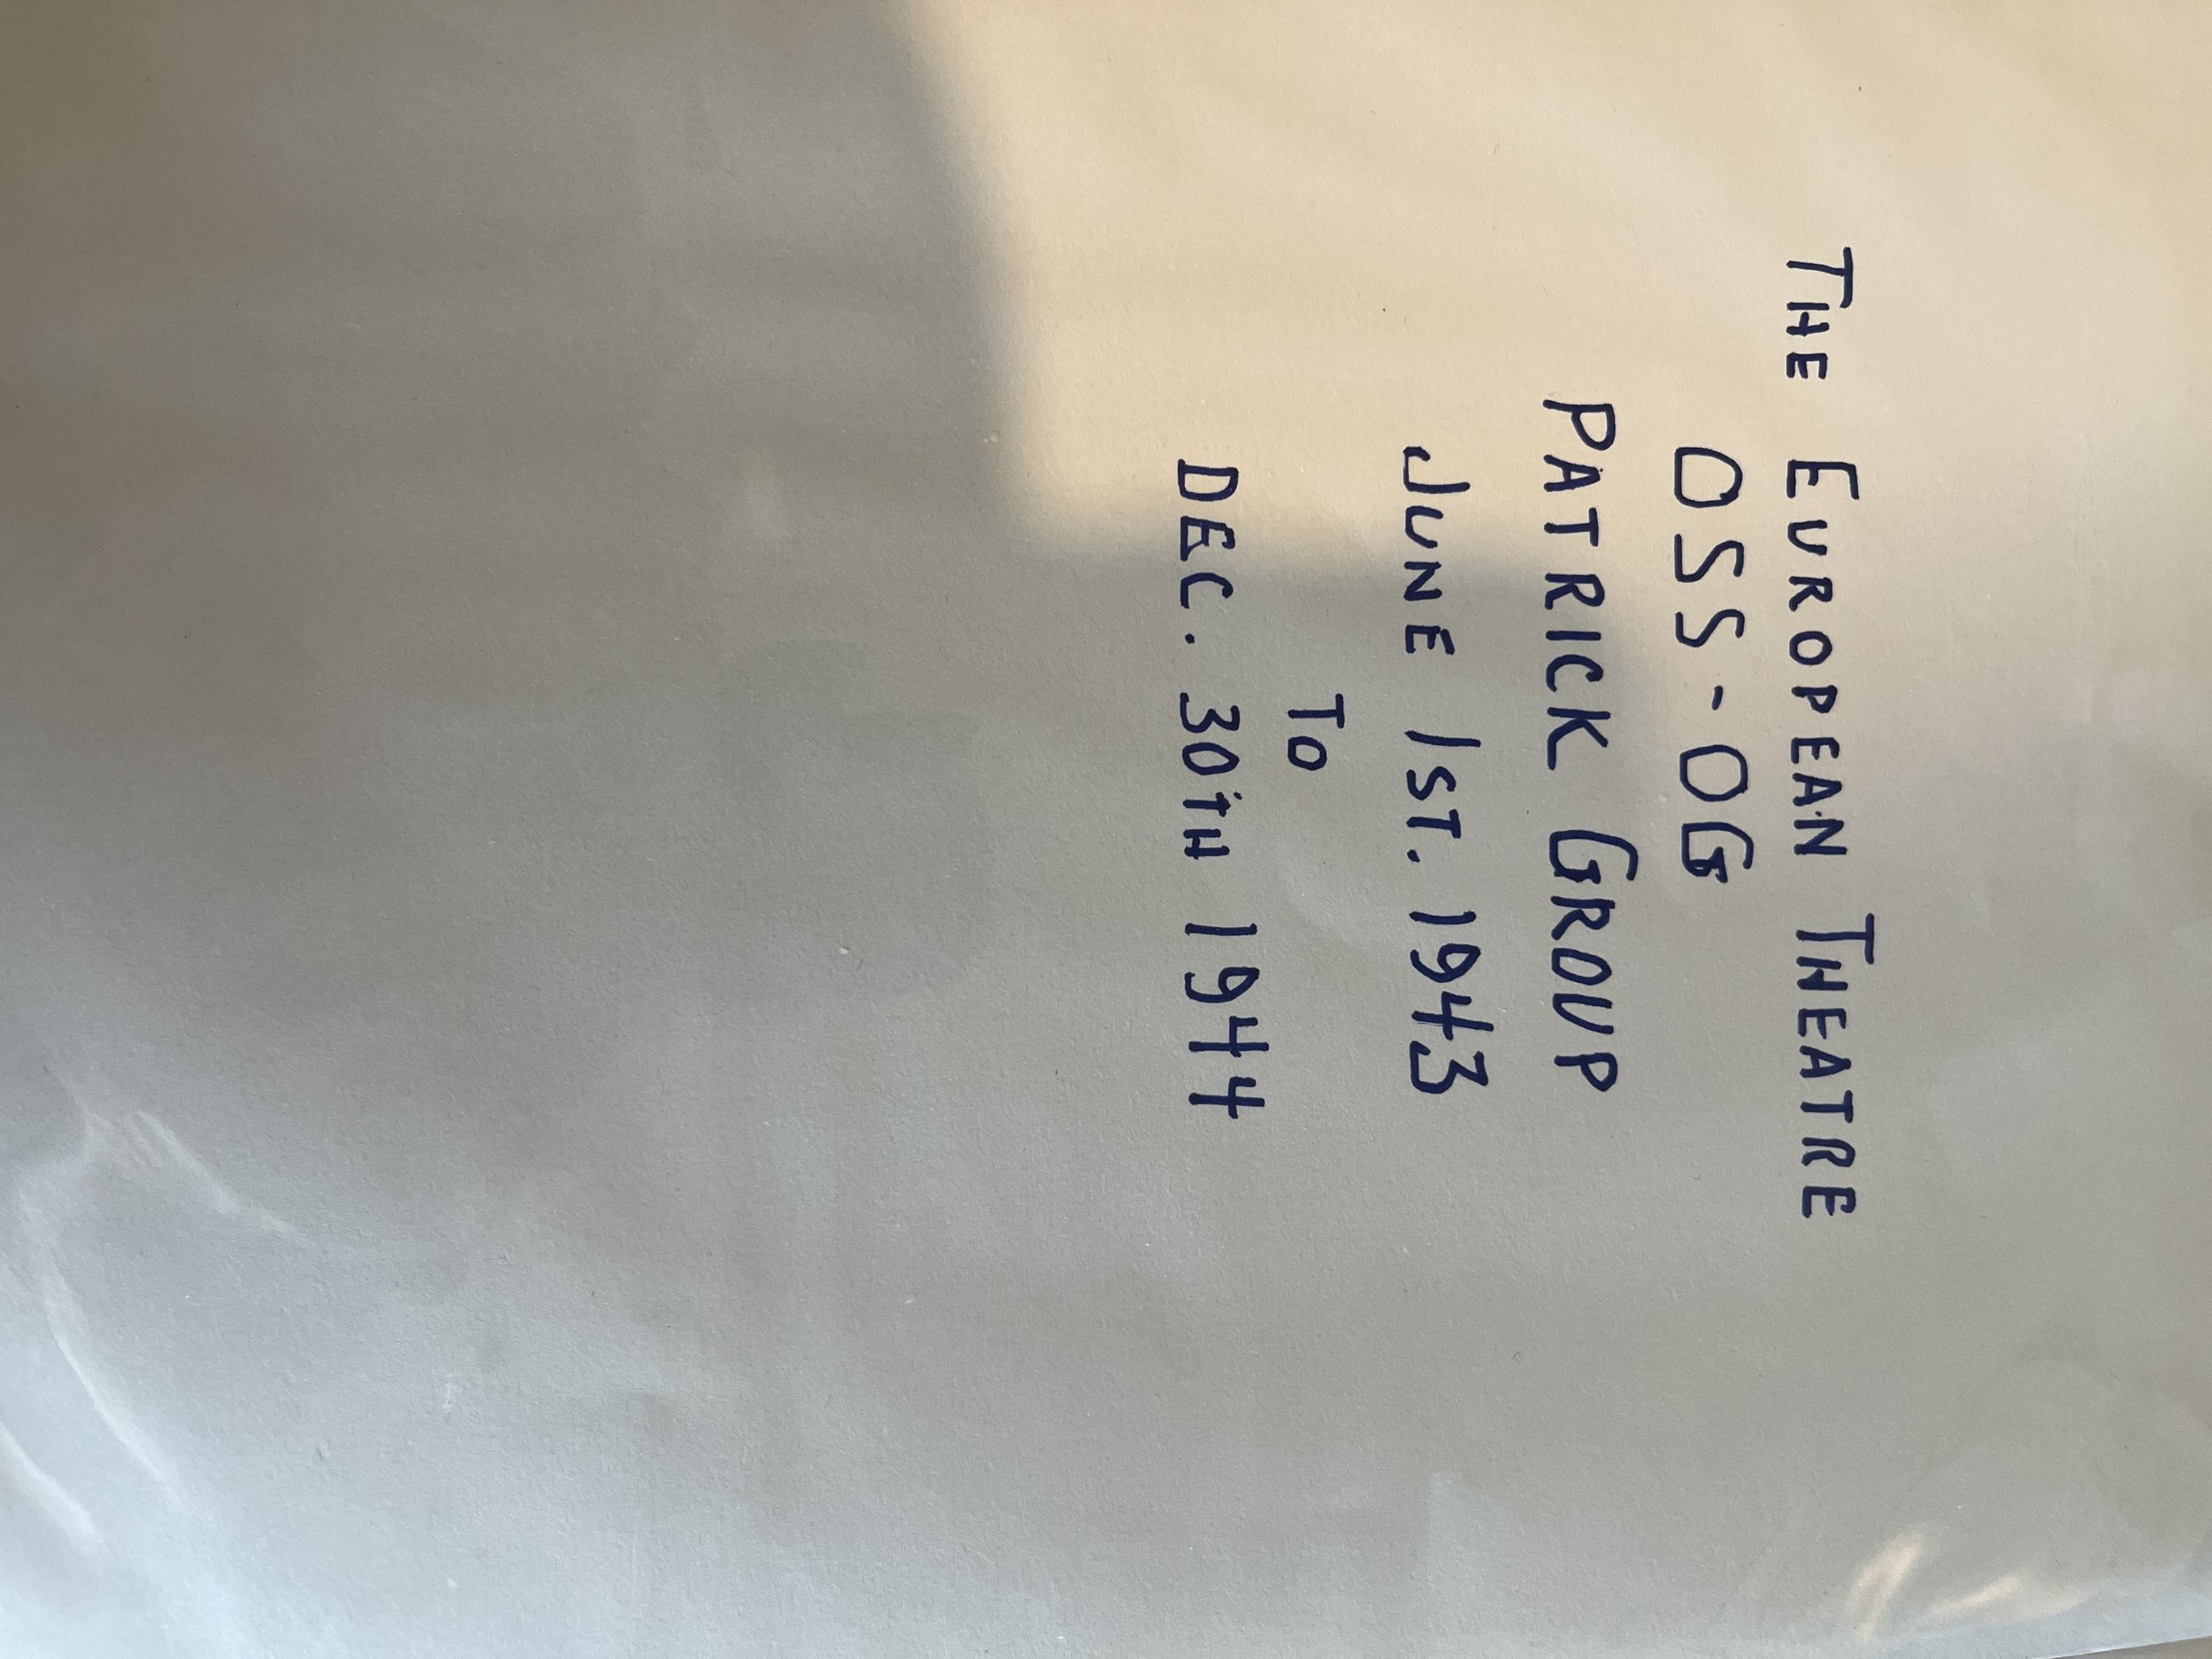 THE EUROPEAN THEATRE
OSS-OG
PATRICK GROUP
JUNE 1ST. 1943
TO
DEC. 30TH 1944